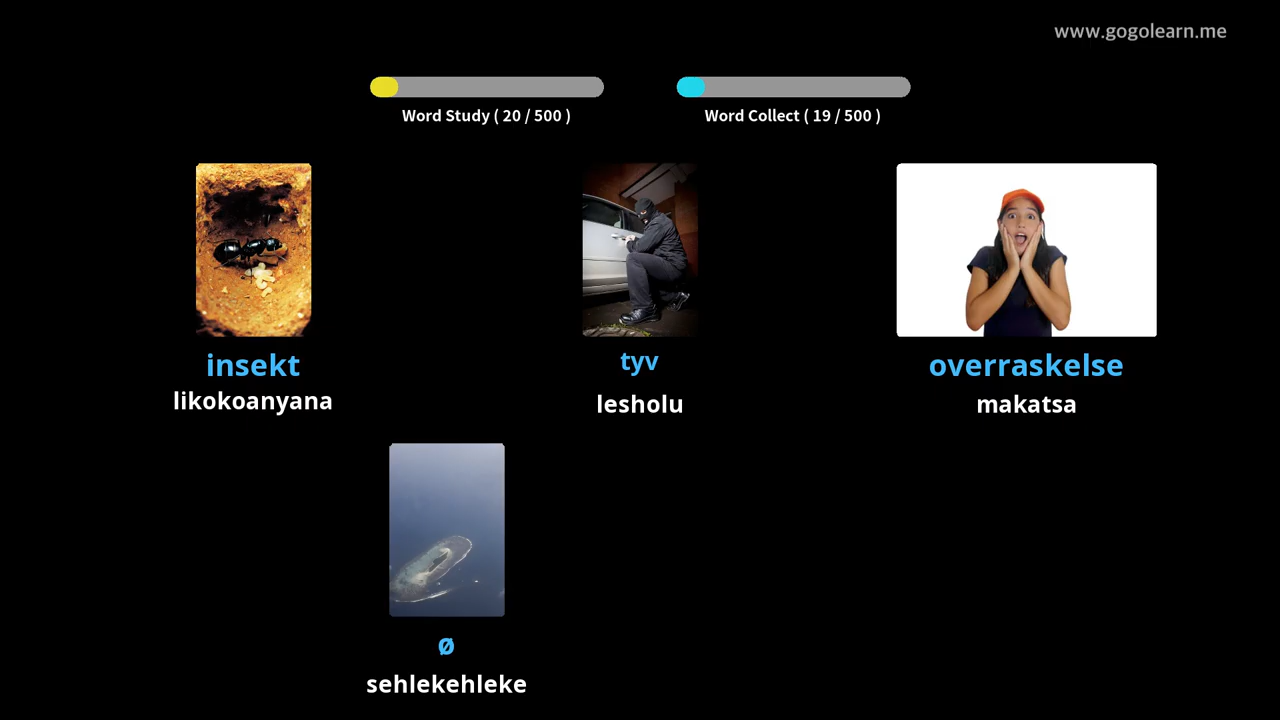 www.gogolearn.me
Word Study ( 20 / 500 )
Word Collect ( 19 / 500 )
insekt
likokoanyana
tyv
lesholu
overraskelse
makatsa
ø
sehlekehleke